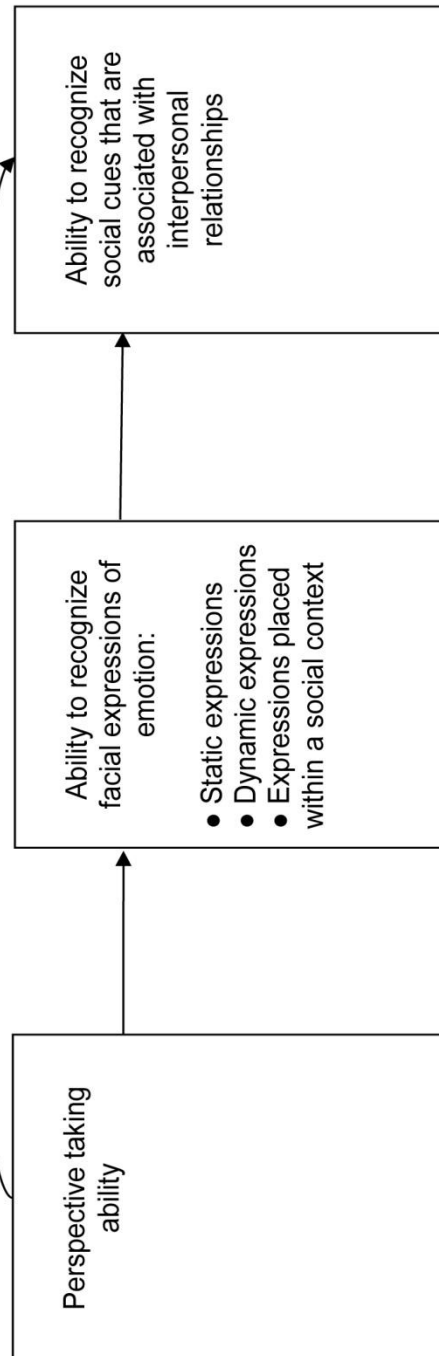 Perspective taking
ability
Ability to recognize
facial expressions of
emotion:
● Static expressions
● Dynamic expressions
● Expressions placed
within a social context
Ability to recognize
social cues that are
associated with
interpersonal
relationships